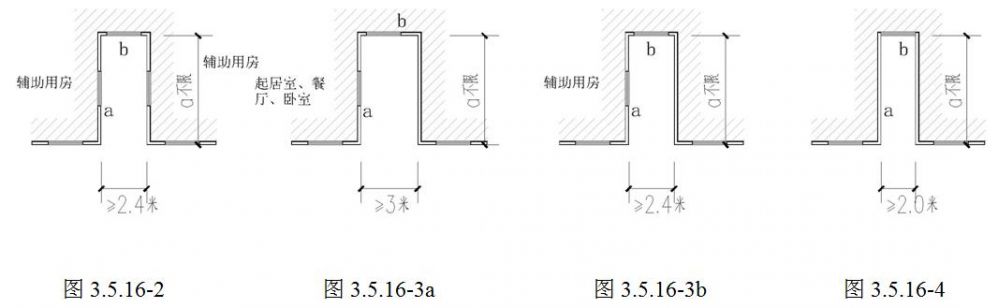 b
辅助用房
辅助用房
a
a不限
≥2.4米
图 3.5.16-2
b
起居室、餐
厅、卧室
a
a不限
≥3米
图 3.5.16-3a
b
辅助用房
a
a不限
≥2.4米
图 3.5.16-3b
b
a
a不限
≥2.0米
图 3.5.16-4